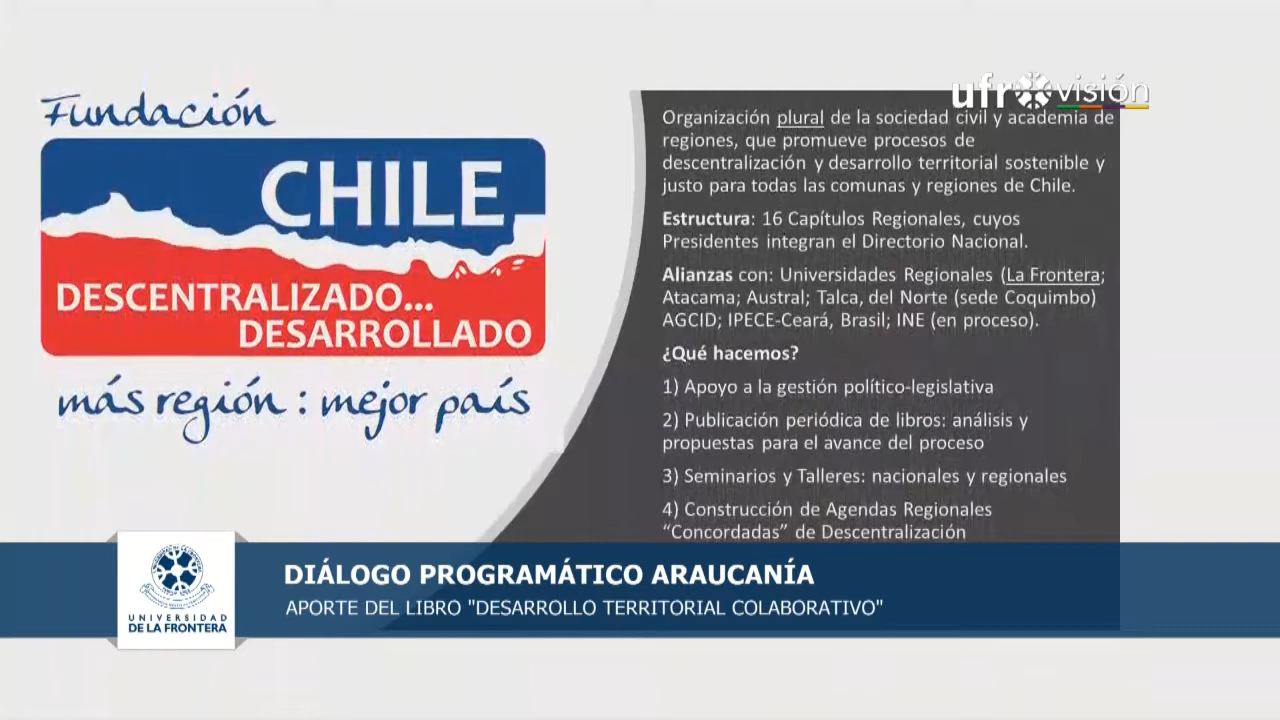 Fundación
CHILE
DESCENTRALIZADO...
DESARROLLADO
más región : mejor país
ufro visión
Organización plural de la sociedad civil y academia de
regiones, que promueve procesos de
descentralización y desarrollo territorial sostenible y
justo para todas las comunas y regiones de Chile.
Estructura: 16 Capítulos Regionales, cuyos
Presidentes integran el Directorio Nacional.
Alianzas con: Universidades Regionales (La Frontera;
Atacama; Austral; Talca, del Norte (sede Coquimbo)
AGCID; IPECE-Ceará, Brasil; INE (en proceso).
¿Qué hacemos?
1) Apoyo a la gestión político-legislativa
2) Publicación periódica de libros: análisis y
propuestas para el avance del proceso
3) Seminarios y Talleres: nacionales y regionales
4) Construcción de Agendas Regionales
“Concordadas” de Descentralización
UNIVERSIDAD
DE LA FRONTERA
DIÁLOGO PROGRAMÁTICO ARAUCANÍA
APORTE DEL LIBRO "DESARROLLO TERRITORIAL COLABORATIVO"